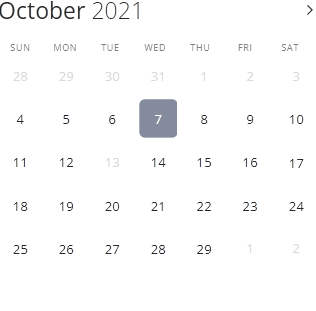 October 2021
SUN MON TUE WED THU FRI SAT
28 29 30 31 1 2 3
4 5 6 7 8 9 10
11 12 13 14 15 16 17
18 19 20 21 22 23 24
25 26 27 28 29 1 2